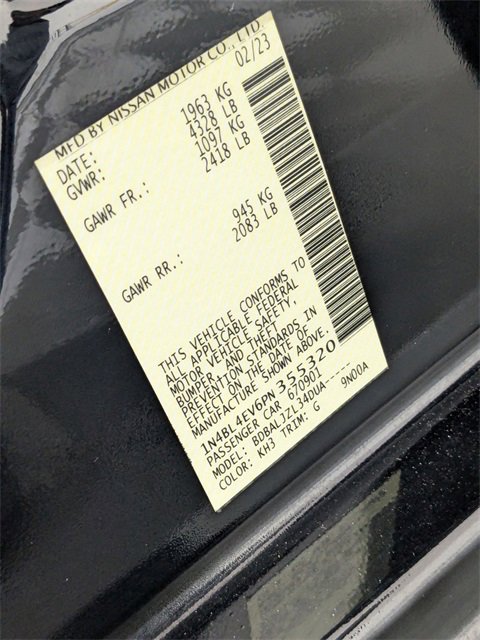 MFD BY NISSAN MOTOR CO., LTD.
DATE: 02/23
GVWR: 1963 KG
4328 LB
GAWR FR.: 1097 KG
2418 LB
GAWR RR.: 945 KG
2083 LB
THIS VEHICLE CONFORMS TO
ALL APPLICABLE FEDERAL
MOTOR VEHICLE SAFETY,
BUMPER, AND THEFT
PREVENTION STANDARDS IN
EFFECT ON THE DATE OF
MANUFACTURE SHOWN ABOVE.
1N4BL4EV6PN 355320
PASSENGER CAR 670901
MODEL: BDBALJZL34DUA-----
COLOR: KH3 TRIM: G 9N00A